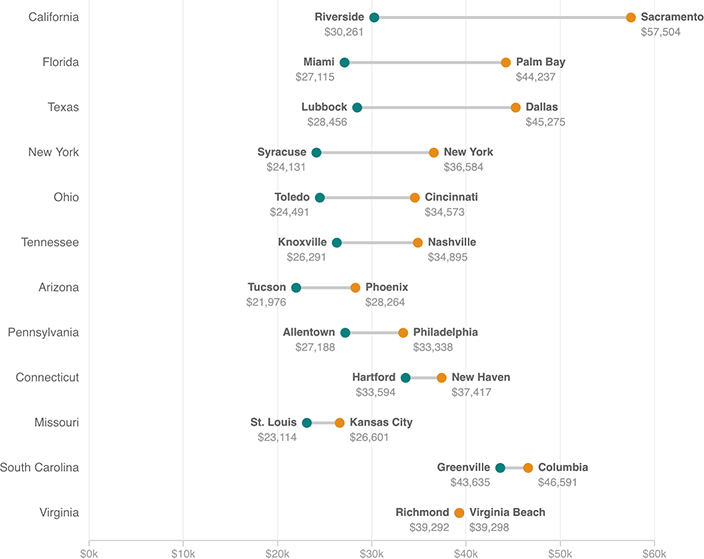 California
Riverside
$30,261
Sacramento
$57,504
Florida
Miami
$27,115
Palm Bay
$44,237
Texas
Lubbock
$28,456
Dallas
$45,275
New York
Syracuse
$24,131
New York
$36,584
Ohio
Toledo
$24,491
Cincinnati
$34,573
Tennessee
Knoxville
$26,291
Nashville
$34,895
Arizona
Tucson
$21,976
Phoenix
$28,264
Pennsylvania
Allentown
$27,188
Philadelphia
$33,338
Connecticut
Hartford
$33,594
New Haven
$37,417
Missouri
St. Louis
$23,114
Kansas City
$26,601
South Carolina
Greenville
$43,635
Columbia
$46,591
Virginia
Richmond
$39,292
Virginia Beach
$39,298
$0k $10k $20k $30k $40k $50k $60k